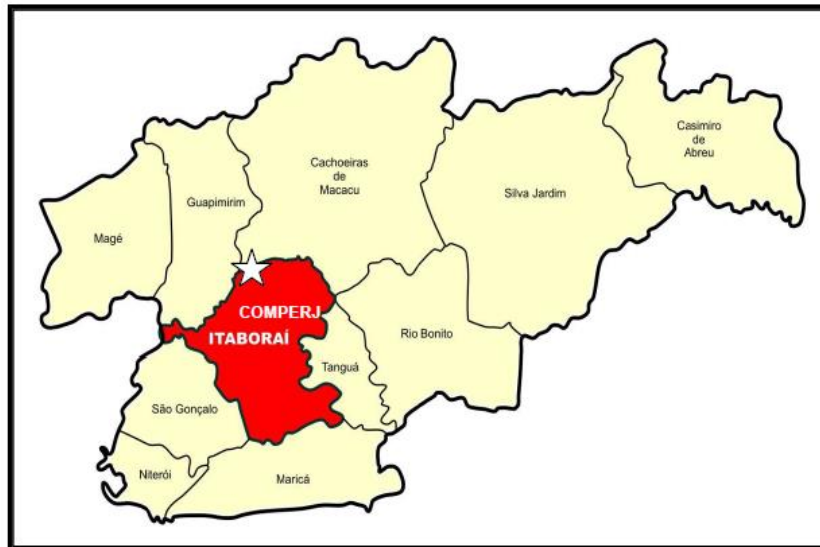 Casimiro
de
Abreu
Cachoeiras
de
Macacu
Silva Jardim
Guapimirim
Magé
COMPERJ
ITABORAÍ
Rio Bonito
Tanguá
São Gonçalo
Niterói
Maricá